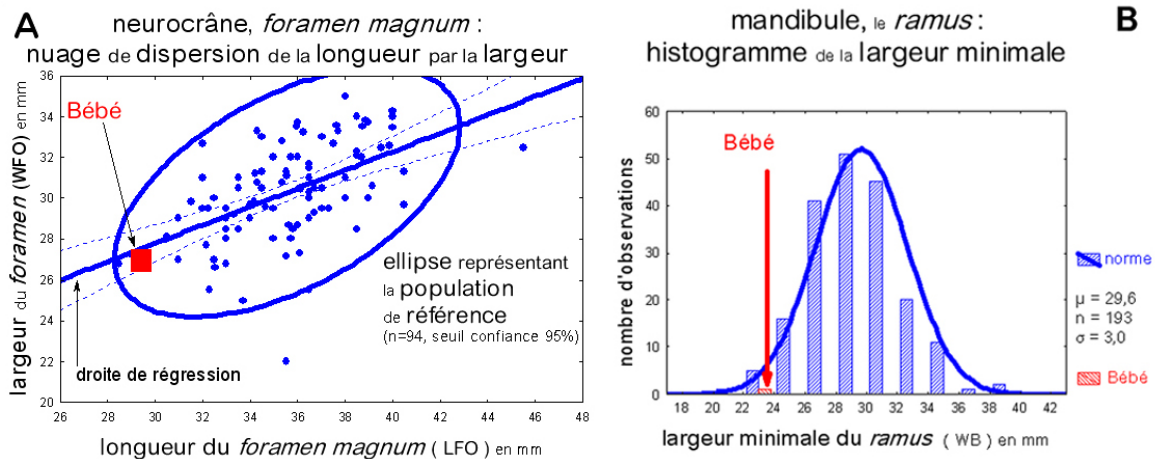 A
neurocrâne, foramen magnum :
nuage de dispersion de la longueur par la largeur
largeur du foramen (WFO) en mm
36
34
32
30
28
26
24
22
20
Bébé
ellipse représentant
la population
de référence
(n=94, seuil confiance 95%)
droite de régression
26 28 30 32 34 36 38 40 42 44 46 48
longueur du foramen magnum ( LFO ) en mm
B
mandibule, le ramus :
histogramme de la largeur minimale
nombre d'observations
60
50
40
30
20
10
0
Bébé
norme
µ = 29,6
n = 193
σ = 3,0
Bébé
18 20 22 24 26 28 30 32 34 36 38 40 42
largeur minimale du ramus ( WB ) en mm